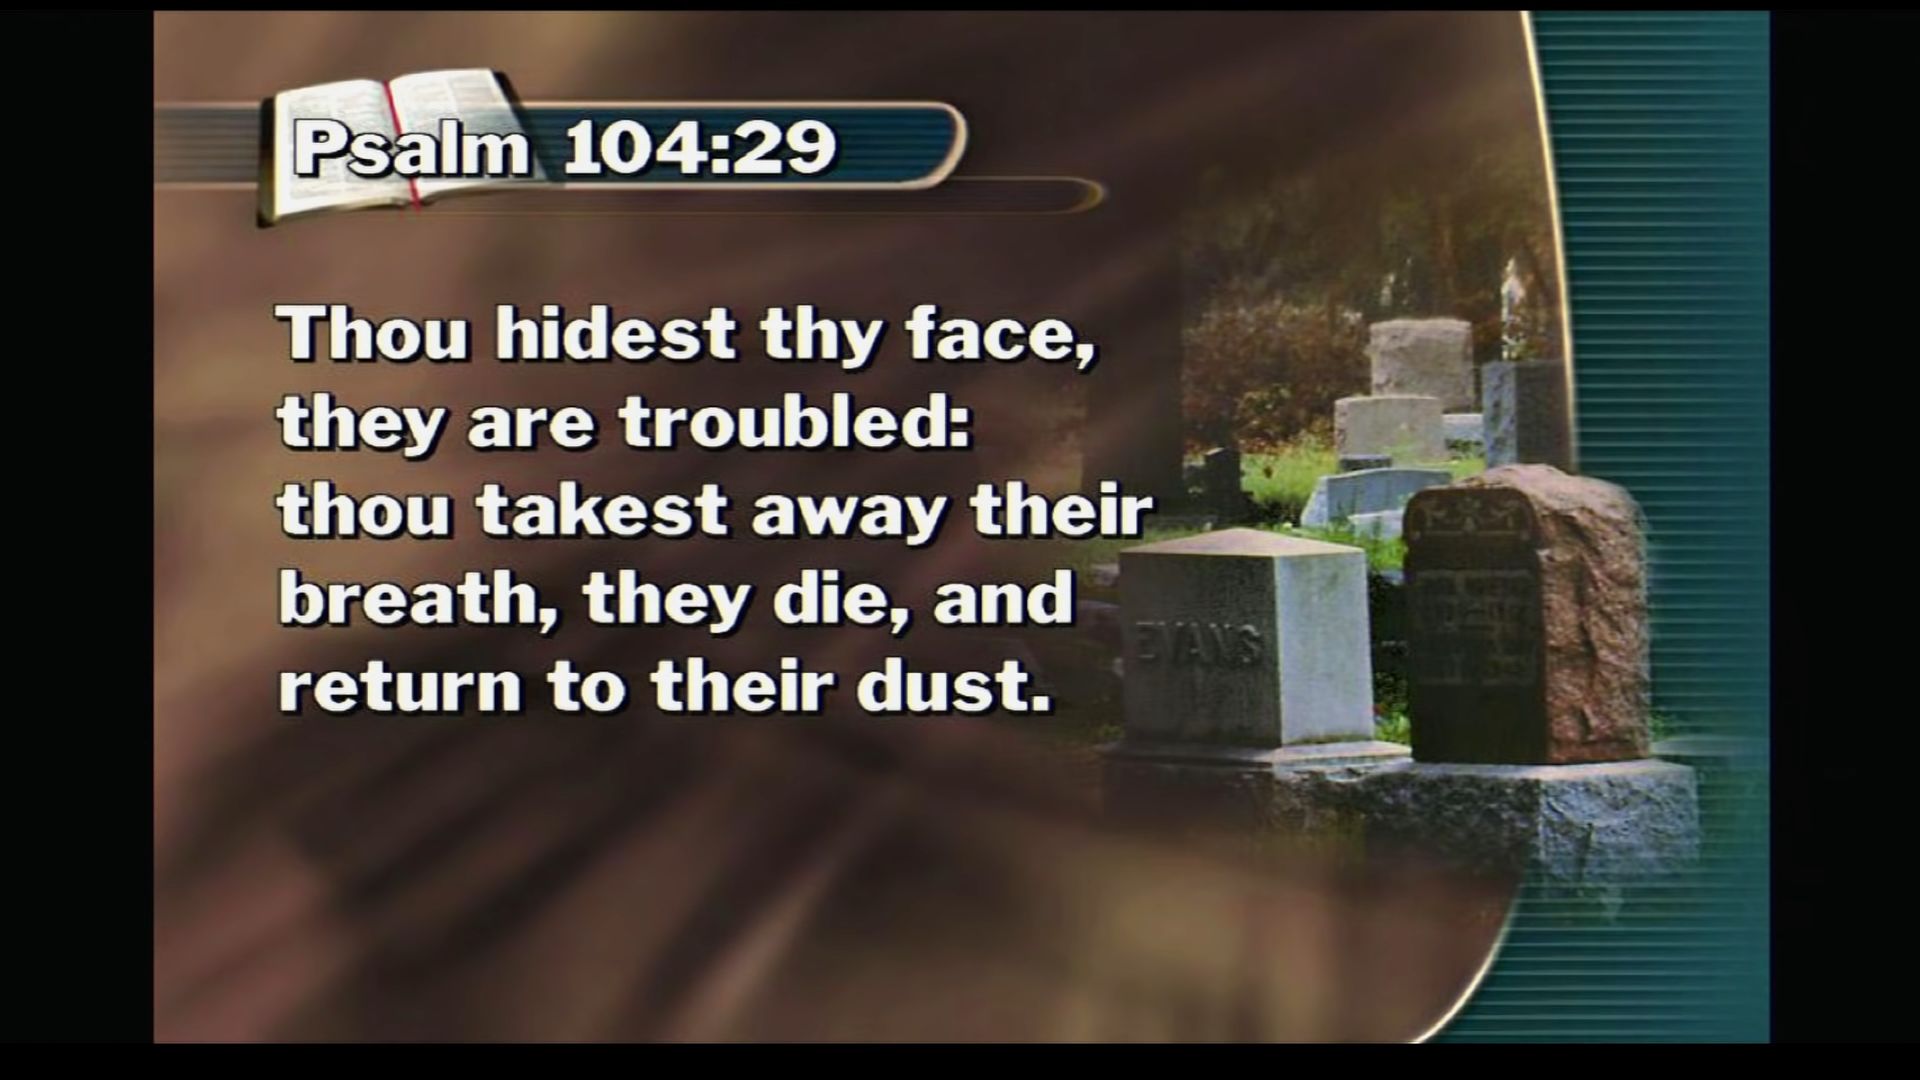 Psalm 104:29
Thou hidest thy face,
they are troubled:
thou takest away their
breath, they die, and
return to their dust.
EVANS